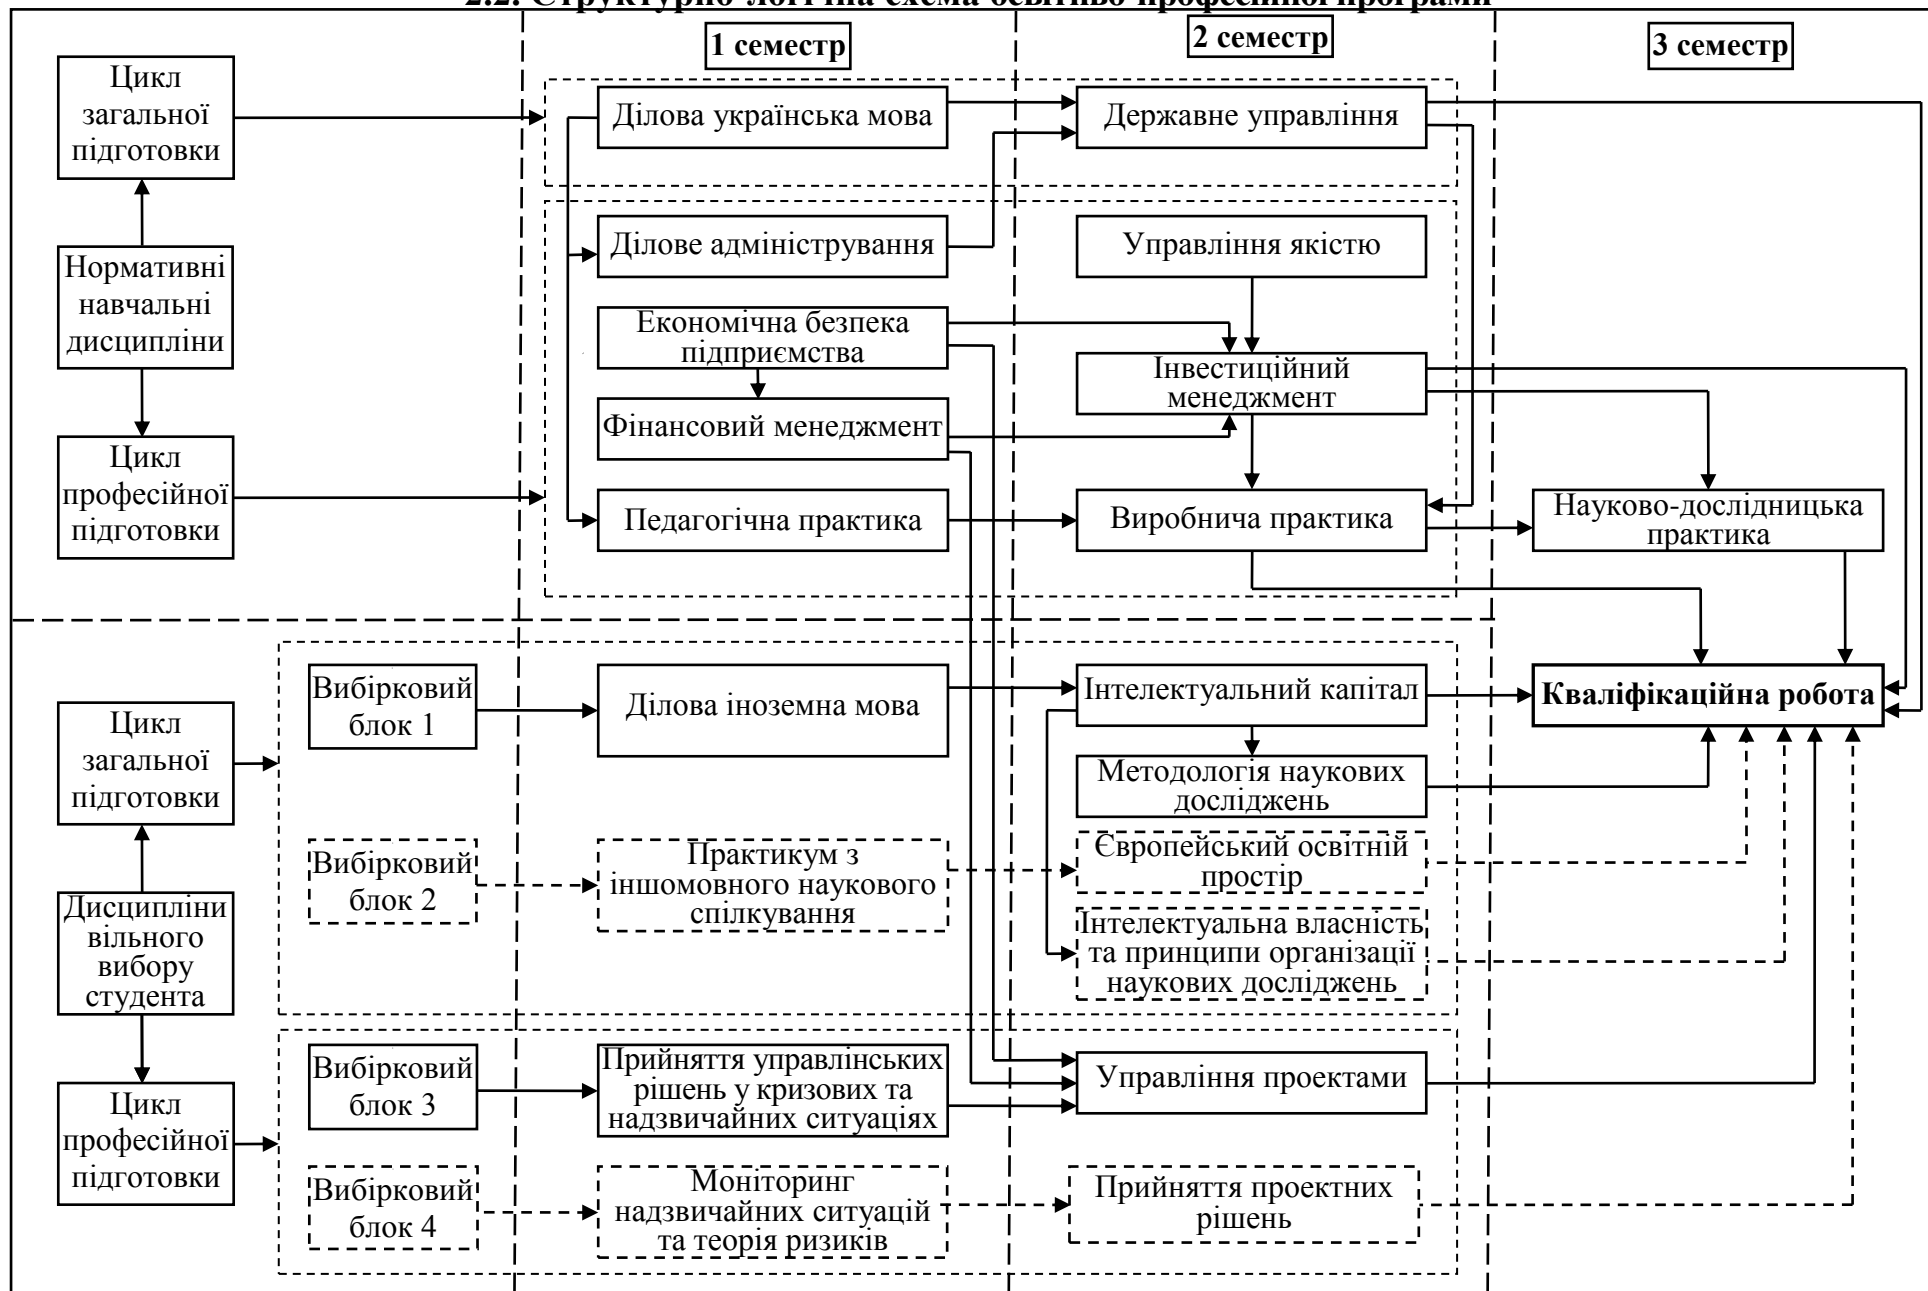 2.2. Структурно-логічна схема освітньо-професійної програми
1 семестр
2 семестр
3 семестр
Цикл
загальної
підготовки
Ділова українська мова
Державне управління
Нормативні
навчальні
дисципліни
Ділове адміністрування
Управління якістю
Економічна безпека
підприємства
Інвестиційний
менеджмент
Фінансовий менеджмент
Цикл
професійної
підготовки
Педагогічна практика
Виробнича практика
Науково-дослідницька
практика
Цикл
загальної
підготовки
Вибірковий
блок 1
Ділова іноземна мова
Інтелектуальний капітал
Кваліфікаційна робота
Методологія наукових
досліджень
Вибірковий
блок 2
Практикум з
іншомовного наукового
спілкування
Європейський освітній
простір
Дисципліни
вільного
вибору
студента
Інтелектуальна власність
та принципи організації
наукових досліджень
Цикл
професійної
підготовки
Вибірковий
блок 3
Прийняття управлінських
рішень у кризових та
надзвичайних ситуаціях
Управління проектами
Вибірковий
блок 4
Моніторинг
надзвичайних ситуацій
та теорія ризиків
Прийняття проектних
рішень